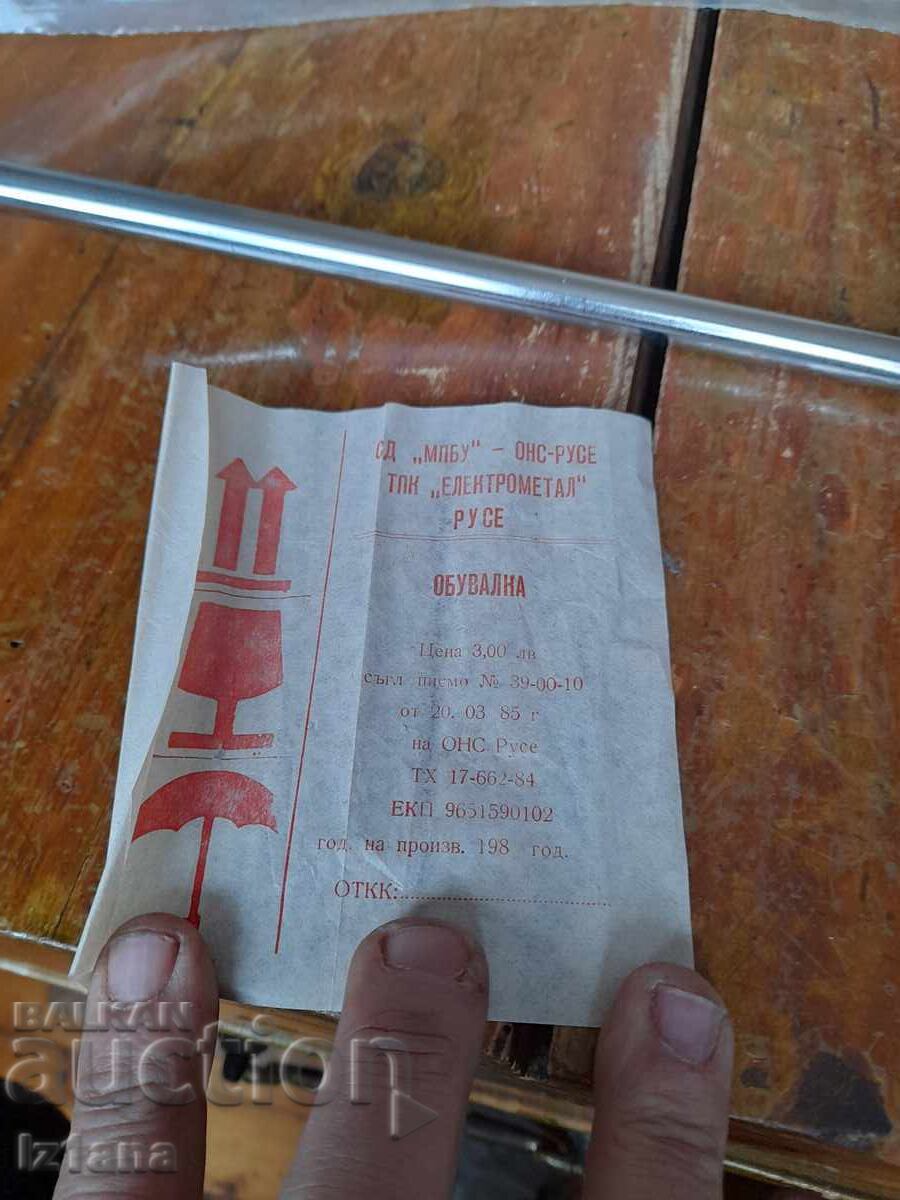 СД „МПБУ" - ОНС-РУСЕ
ТПК „ЕЛЕКТРОМЕТАЛ"
РУСЕ
ОБУВАЛКА
Цена 3,00 лв
съгл писмо № 39-00-10
от 20. 03 85 г
на ОНС Русе
ТХ 17-662-84
ЕКП 9651590102
год. на произв. 198 год.
ОТКК:
BALKAN
auction
Iztana